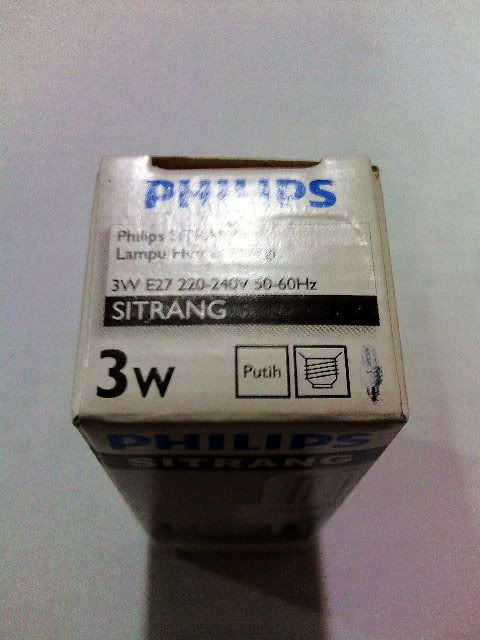 PHILIPS
Philips
Lampu
3W E27 220-240V 50-60Hz
SITRANG
3W
Putih
PHILIPS
SITRANG